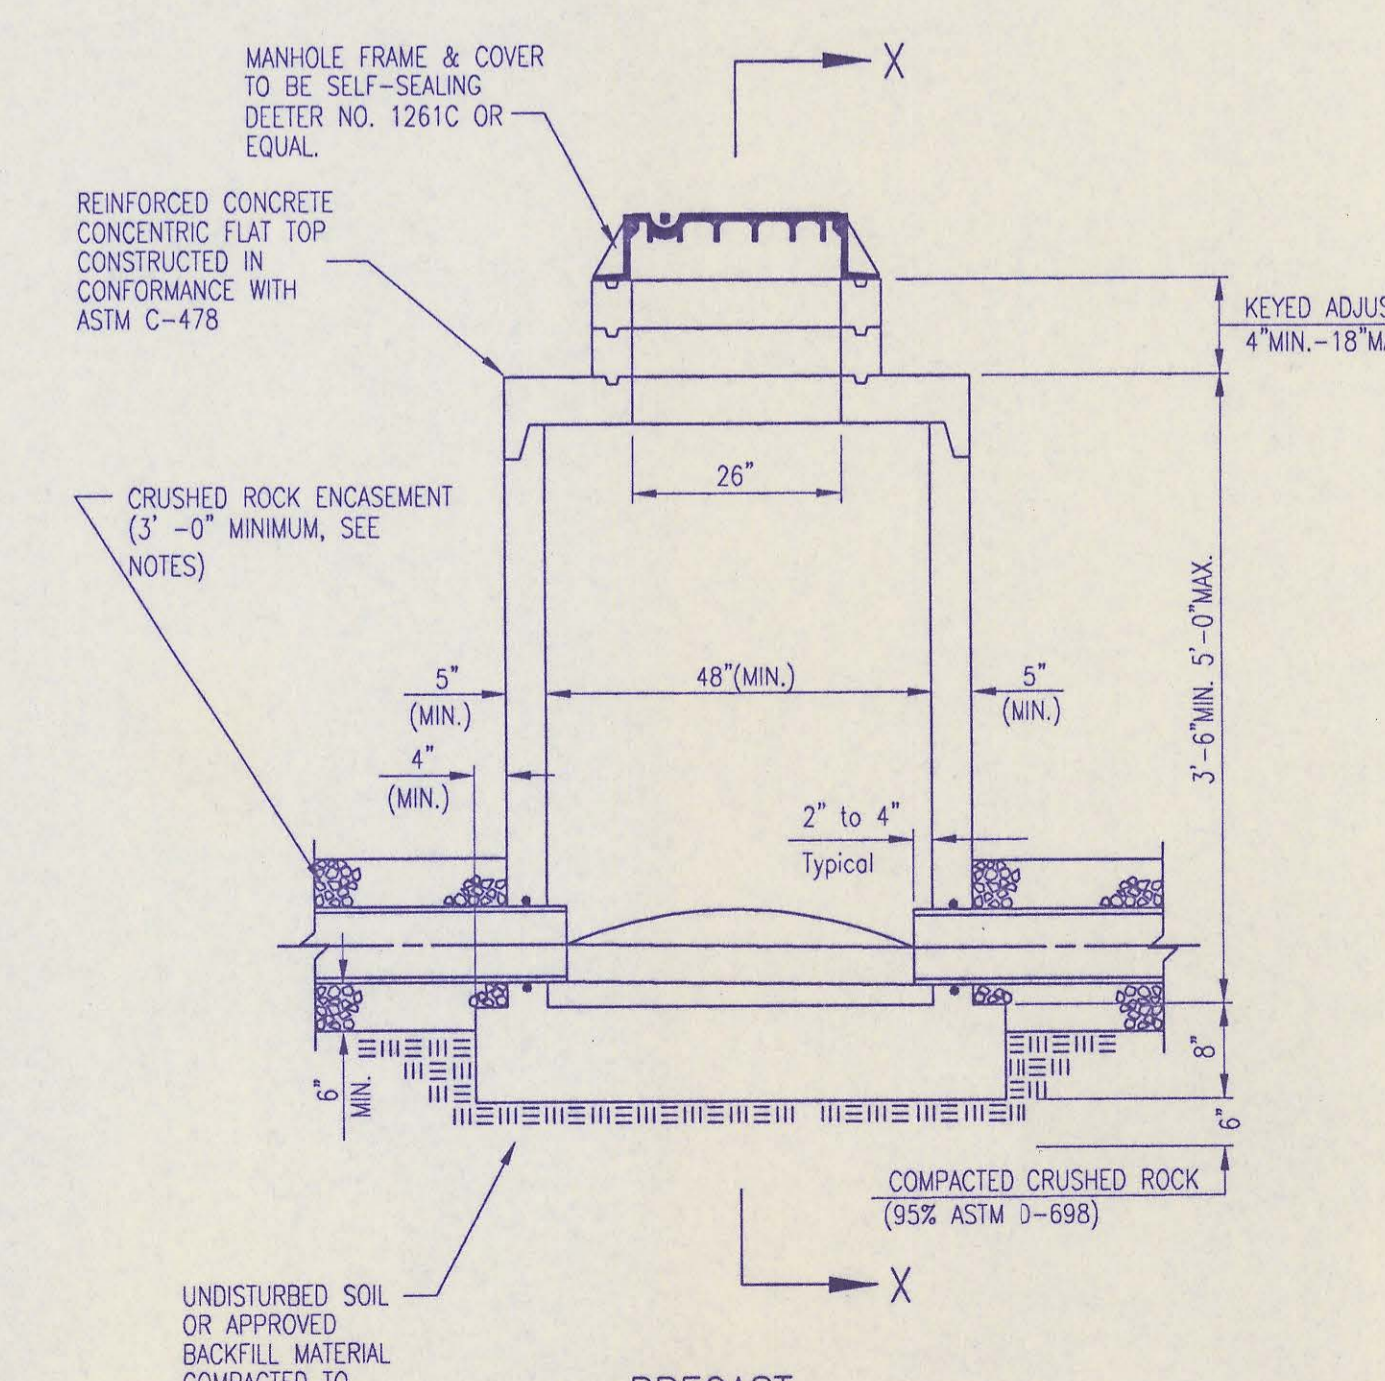 MANHOLE FRAME & COVER
TO BE SELF-SEALING
DEETER NO. 1261C OR
EQUAL.
X
REINFORCED CONCRETE
CONCENTRIC FLAT TOP
CONSTRUCTED IN
CONFORMANCE WITH
ASTM C-478
KEYED
4"MIN.-18"
26"
CRUSHED ROCK ENCASEMENT
(3' -0" MINIMUM, SEE
NOTES)
3'-6"MIN. 5'-0"MAX.
5"
(MIN.)
48"(MIN.)
5"
(MIN.)
4"
(MIN.)
2" to 4"
Typical
6"
MIN.
8"
6"
COMPACTED CRUSHED ROCK
(95% ASTM D-698)
X
UNDISTURBED SOIL
OR APPROVED
BACKFILL MATERIAL
COMPACTED TO
PRECAST